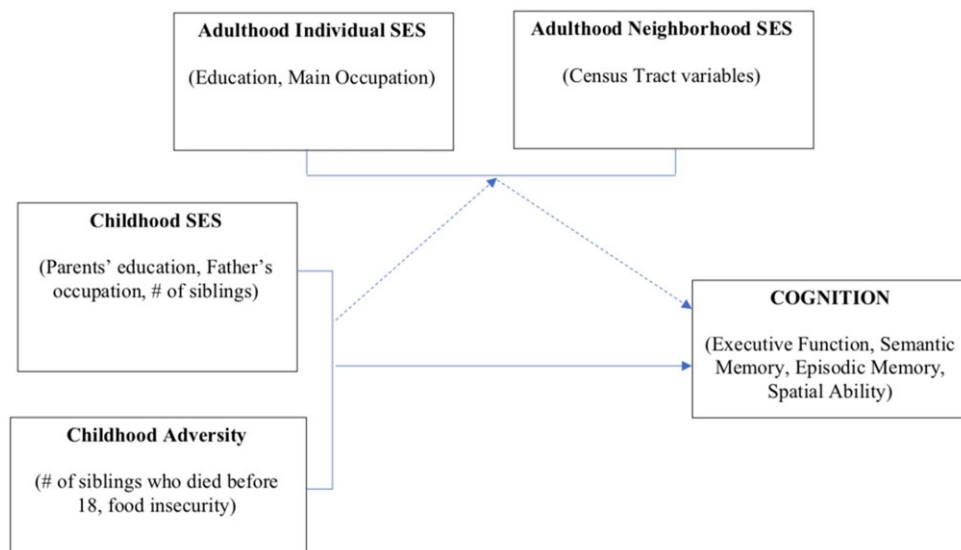 Adulthood Individual SES
(Education, Main Occupation)
Adulthood Neighborhood SES
(Census Tract variables)
Childhood SES
(Parents’ education, Father’s
occupation, # of siblings)
COGNITION
(Executive Function, Semantic
Memory, Episodic Memory,
Spatial Ability)
Childhood Adversity
(# of siblings who died before
18, food insecurity)